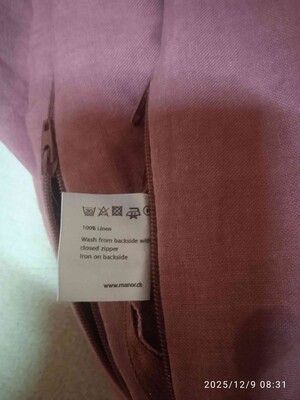 100% Linen
Wash from backside with
closed zipper
Iron on backside
www.manor.ch
2025/12/9 08:31